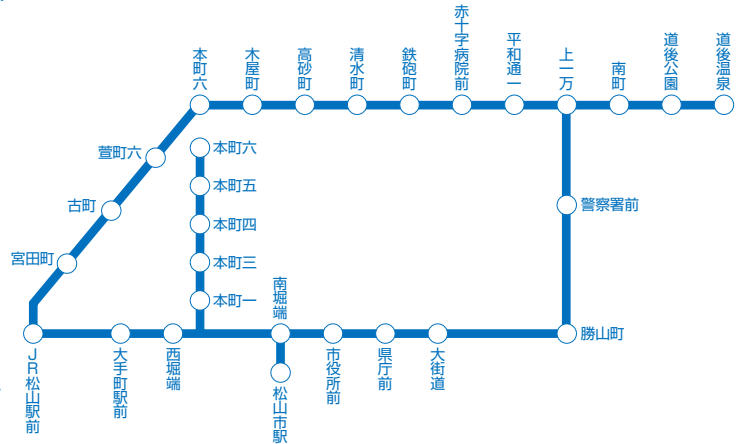 本町六
木屋町
高砂町
清水町
鉄砲町
赤十字病院前
平和通一
上一万
南町
道後公園
道後温泉
萱町六
古町
宮田町
本町六
本町五
本町四
本町三
本町一
警察署前
勝山町
南堀端
JR松山駅前
大手町駅前
西堀端
松山市駅
市役所前
県庁前
大街道